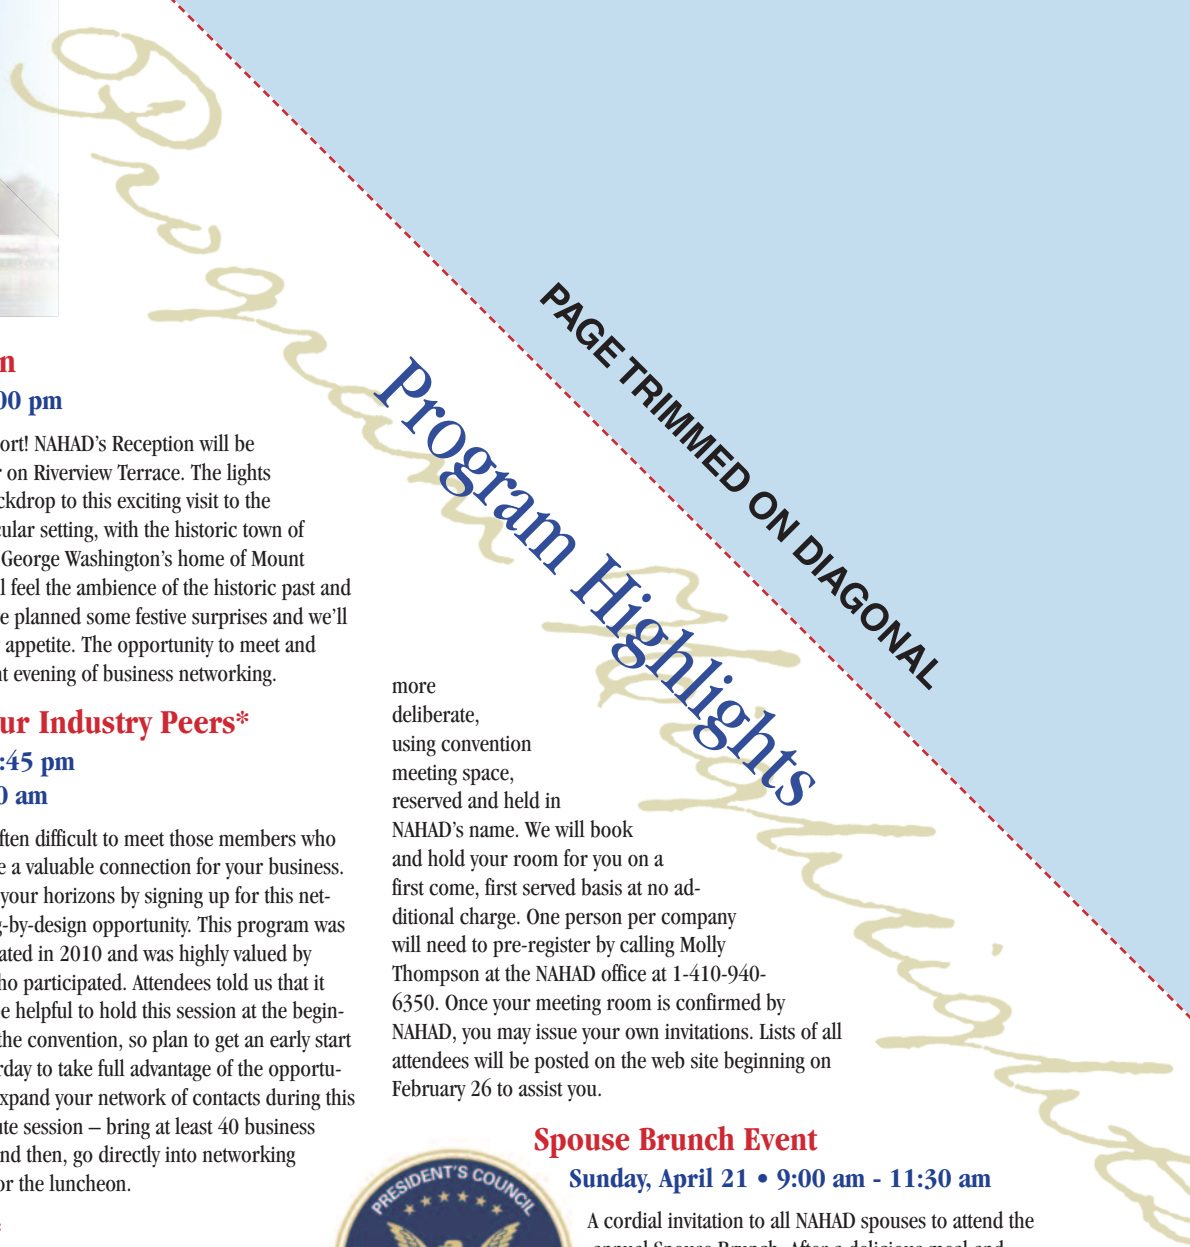 Program Highlights
Program Highlights
PAGE TRIMMED ON DIAGONAL
n
00 pm
ort! NAHAD’s Reception will be
on Riverview Terrace. The lights
ckdrop to this exciting visit to the
cular setting, with the historic town of
George Washington’s home of Mount
l feel the ambience of the historic past and
e planned some festive surprises and we’ll
appetite. The opportunity to meet and
nt evening of business networking.
ur Industry Peers*
:45 pm
0 am
ften difficult to meet those members who
e a valuable connection for your business.
your horizons by signing up for this net-
g-by-design opportunity. This program was
ated in 2010 and was highly valued by
ho participated. Attendees told us that it
e helpful to hold this session at the begin-
the convention, so plan to get an early start
rday to take full advantage of the opportu-
xpand your network of contacts during this
ute session – bring at least 40 business
nd then, go directly into networking
or the luncheon.
more
deliberate,
using convention
meeting space,
reserved and held in
NAHAD’s name. We will book
and hold your room for you on a
first come, first served basis at no ad-
ditional charge. One person per company
will need to pre-register by calling Molly
Thompson at the NAHAD office at 1-410-940-
6350. Once your meeting room is confirmed by
NAHAD, you may issue your own invitations. Lists of all
attendees will be posted on the web site beginning on
February 26 to assist you.
PRESIDENT’S COUNCIL
Spouse Brunch Event
Sunday, April 21 • 9:00 am - 11:30 am
A cordial invitation to all NAHAD spouses to attend the
annual Spouse Brunch. After a delicious meal and